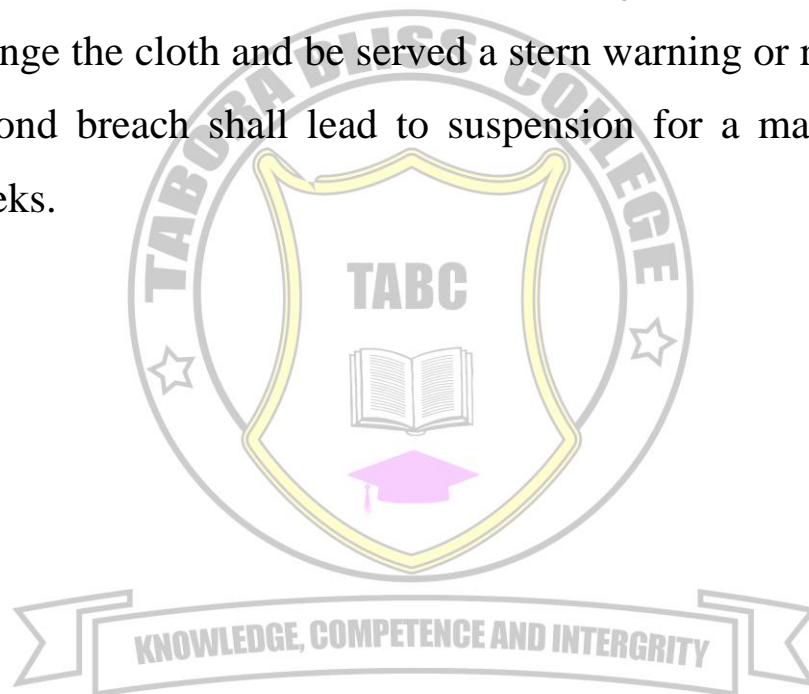 nge the cloth and be served a stern warning or
ond breach shall lead to suspension for a ma
eks.
TABORA BLISS COLLEGE
TABC
KNOWLEDGE, COMPETENCE AND INTERGRITY